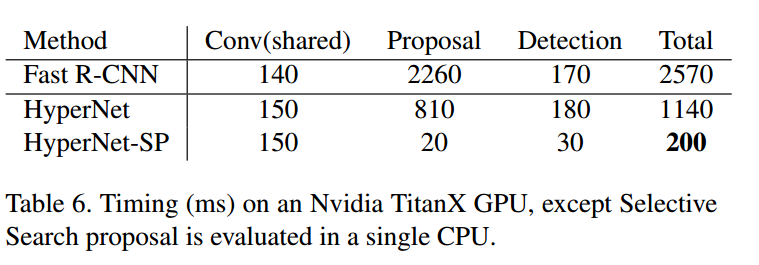 Method Conv(shared) Proposal Detection Total
Fast R-CNN 140 2260 170 2570
HyperNet 150 810 180 1140
HyperNet-SP 150 20 30 200
Table 6. Timing (ms) on an Nvidia TitanX GPU, except Selective
Search proposal is evaluated in a single CPU.